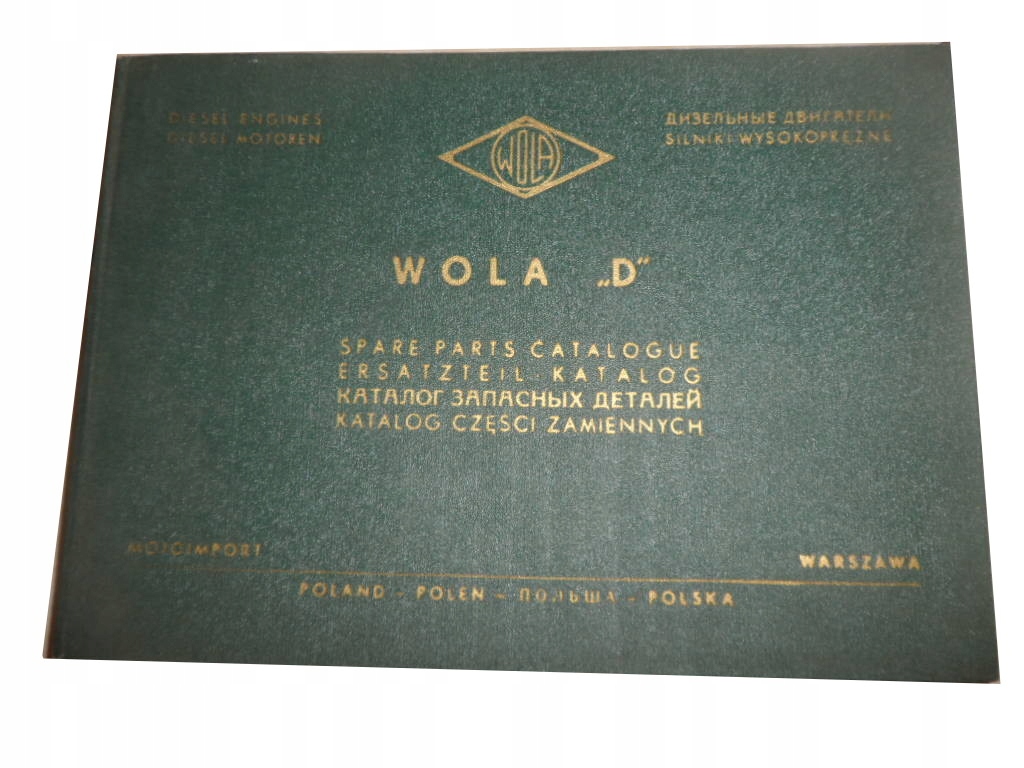 DIESEL ENGINES
DIESEL MOTOREN
ДИЗЕЛЬНЫЕ ДВИГАТЕЛИ
SILNIKI WYSOKOPRĘŻNE
WOLA
WOLA „D"
SPARE PARTS CATALOGUE
ERSATZTEIL KATALOG
КАТАЛОГ ЗАПАСНЫХ ДЕТАЛЕЙ
KATALOG CZĘŚCI ZAMIENNYCH
MOTOIMPORT
WARSZAWA
POLAND - POLEN - ПОЛЬША - POLSKA